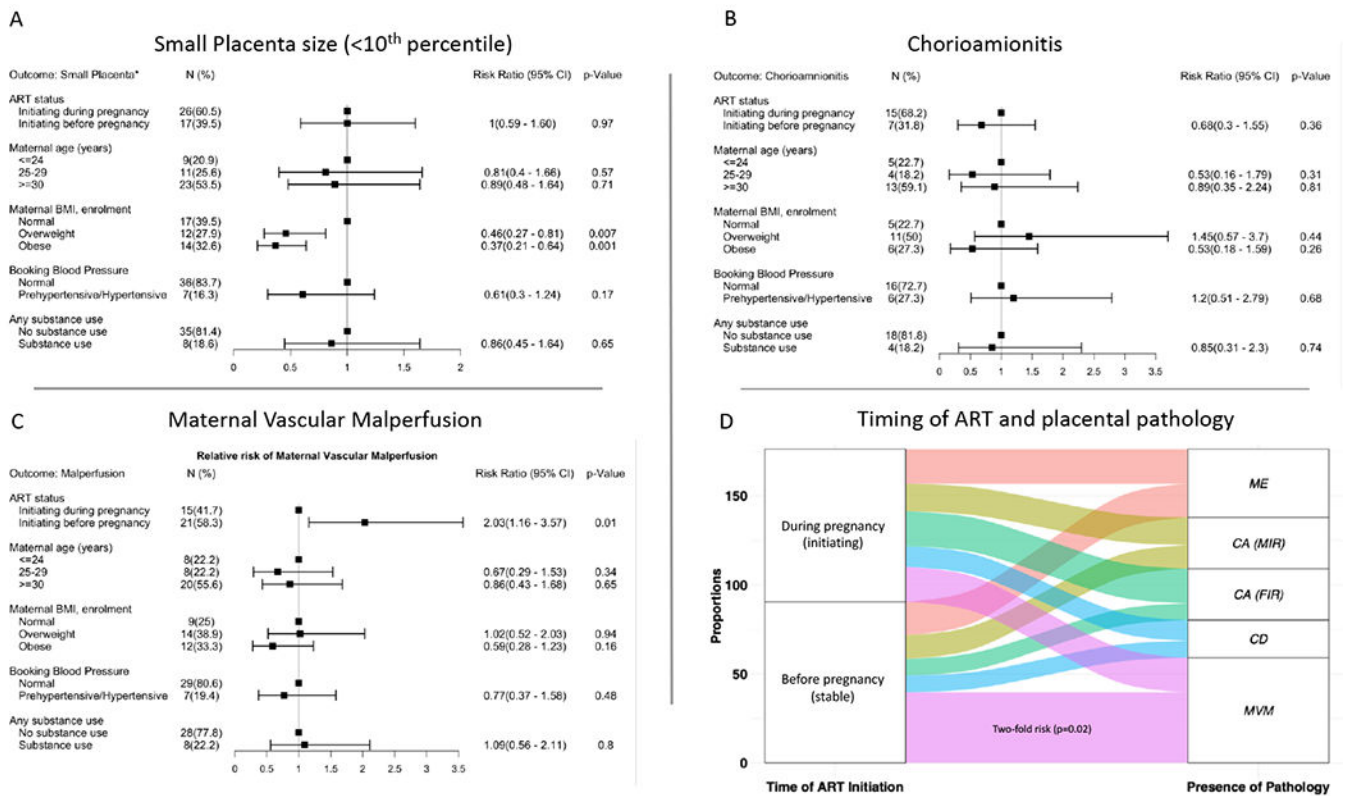 A
Small Placenta size (<10th percentile)
Outcome: Small Placenta* N (%) Risk Ratio (95% CI) p-Value
ART status
Initiating during pregnancy 26(60.5)
Initiating before pregnancy 17(39.5) 1(0.59 - 1.60) 0.97
Maternal age (years)
<=24 9(20.9)
25-29 11(25.6) 0.81(0.4 - 1.66) 0.57
>=30 23(53.5) 0.89(0.48 - 1.64) 0.71
Maternal BMI, enrolment
Normal 17(39.5)
Overweight 12(27.9) 0.46(0.27 - 0.81) 0.007
Obese 14(32.6) 0.37(0.21 - 0.64) 0.001
Booking Blood Pressure
Normal 36(83.7)
Prehypertensive/Hypertensive 7(16.3) 0.61(0.3 - 1.24) 0.17
Any substance use
No substance use 35(81.4)
Substance use 8(18.6) 0.86(0.45 - 1.64) 0.65
0 0.5 1 1.5 2
B
Chorioamionitis
Outcome: Chorioamnionitis N (%) Risk Ratio (95% CI) p-Value
ART status
Initiating during pregnancy 15(68.2)
Initiating before pregnancy 7(31.8) 0.68(0.3 - 1.55) 0.36
Maternal age (years)
<=24 5(22.7)
25-29 4(18.2) 0.53(0.16 - 1.79) 0.31
>=30 13(59.1) 0.89(0.35 - 2.24) 0.81
Maternal BMI, enrolment
Normal 5(22.7)
Overweight 11(50) 1.45(0.57 - 3.7) 0.44
Obese 6(27.3) 0.53(0.18 - 1.59) 0.26
Booking Blood Pressure
Normal 16(72.7)
Prehypertensive/Hypertensive 6(27.3) 1.2(0.51 - 2.79) 0.68
Any substance use
No substance use 18(81.8)
Substance use 4(18.2) 0.85(0.31 - 2.3) 0.74
0 0.5 1 1.5 2 2.5 3 3.5
C
Maternal Vascular Malperfusion
Relative risk of Maternal Vascular Malperfusion
Outcome: Malperfusion N (%) Risk Ratio (95% CI) p-Value
ART status
Initiating during pregnancy 15(41.7)
Initiating before pregnancy 21(58.3) 2.03(1.16 - 3.57) 0.01
Maternal age (years)
<=24 8(22.2)
25-29 8(22.2) 0.67(0.29 - 1.53) 0.34
>=30 20(55.6) 0.86(0.43 - 1.68) 0.65
Maternal BMI, enrolment
Normal 9(25)
Overweight 14(38.9) 1.02(0.52 - 2.03) 0.94
Obese 12(33.3) 0.59(0.28 - 1.23) 0.16
Booking Blood Pressure
Normal 29(80.6)
Prehypertensive/Hypertensive 7(19.4) 0.77(0.37 - 1.58) 0.48
Any substance use
No substance use 28(77.8)
Substance use 8(22.2) 1.09(0.56 - 2.11) 0.8
0 0.5 1 1.5 2 2.5 3 3.5
D
Timing of ART and placental pathology
Proportions
150
100
50
0
During pregnancy
(initiating)
Before pregnancy
(stable)
ME
CA (MIR)
CA (FIR)
CD
MVM
Two-fold risk (p=0.02)
Time of ART Initiation
Presence of Pathology